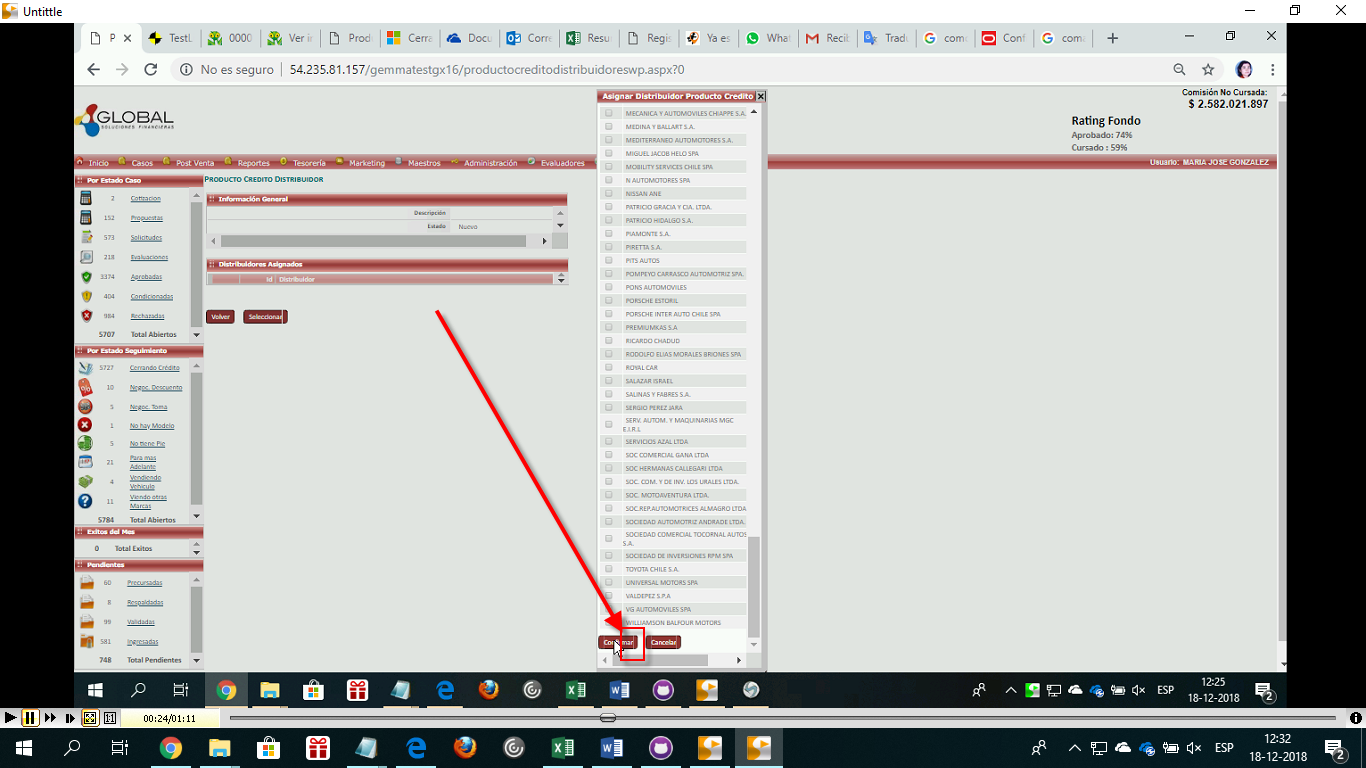 Untittle
P
TestL
0000
Ver in
Prod
Cerra
Docu
Corre
Resu
Regis
Ya es
What
Recib
Tradu
com
Conf
com
No es seguro | 54.235.81.157/gemmatestgx16/productocreditodistribuidoreswp.aspx?0
GLOBAL
SOLUCIONES FINANCIERAS
Comisión No Cursada:
$ 2.582.021.897
Rating Fondo
Aprobado: 74%
Cursado : 59%
Inicio Casos Post Venta Reportes Tesorería Marketing Maestros Administración Evaluadores
Usuario: MARIA JOSE GONZALEZ
Por Estado Caso
2 Cotizacion
152 Propuestas
573 Solicitudes
218 Evaluaciones
3374 Aprobadas
404 Condicionadas
984 Rechazadas
5707 Total Abiertos
Por Estado Seguimiento
5727 Cerrando Crédito
10 Negoc. Descuento
5 Negoc. Toma
1 No hay Modelo
5 No tiene Pie
21 Para mas Adelante
4 Vendiendo Vehiculo
11 Viendo otras Marcas
5784 Total Abiertos
Exitos del Mes
0 Total Exitos
Pendientes
60 Precursadas
8 Respaldadas
99 Validadas
581 Ingresadas
748 Total Pendientes
PRODUCTO CREDITO DISTRIBUIDOR
Información General
Descripción
Estado Nuevo
Distribuidores Asignados
Id Distribuidor
Volver Seleccionar
Asignar Distribuidor Producto Credito
MECANICA Y AUTOMOVILES CHIAPPE S.A.
MEDINA Y BALLART S.A.
MEDITERRANEO AUTOMOTORES S.A.
MIGUEL JACOB HELO SPA
MOBILITY SERVICES CHILE SPA
N AUTOMOTORES SPA
NISSAN ANE
PATRICIO GRACIA Y CIA. LTDA.
PATRICIO HIDALGO S.A.
PIAMONTE S.A.
PIRETTA S.A.
PITS AUTOS
POMPEYO CARRASCO AUTOMOTRIZ SPA.
PONS AUTOMOVILES
PORSCHE ESTORIL
PORSCHE INTER AUTO CHILE SPA
PREMIUMKAS S.A
RICARDO CHADUD
RODOLFO ELIAS MORALES BRIONES SPA
ROYAL CAR
SALAZAR ISRAEL
SALINAS Y FABRES S.A.
SERGIO PEREZ JARA
SERV. AUTOM. Y MAQUINARIAS MGC
E.I.R.L
SERVICIOS AZAL LTDA
SOC COMERCIAL GANA LTDA
SOC HERMANAS CALLEGARI LTDA
SOC. COM. Y DE INV. LOS URALES LTDA.
SOC. MOTOAVENTURA LTDA.
SOC.REP.AUTOMOTRICES ALMAGRO LTDA
SOCIEDAD AUTOMOTRIZ ANDRADE LTDA.
SOCIEDAD COMERCIAL TOCORNAL AUTOS
S.A.
SOCIEDAD DE INVERSIONES RPM SPA
TOYOTA CHILE S.A.
UNIVERSAL MOTORS SPA
VALDEPEZ S.P.A
VG AUTOMOVILES SPA
WILLIAMSON BALFOUR MOTORS
Confirmar Cancelar
ESP
12:25
18-12-2018
2
00:24/01:11
ESP
12:32
18-12-2018
2